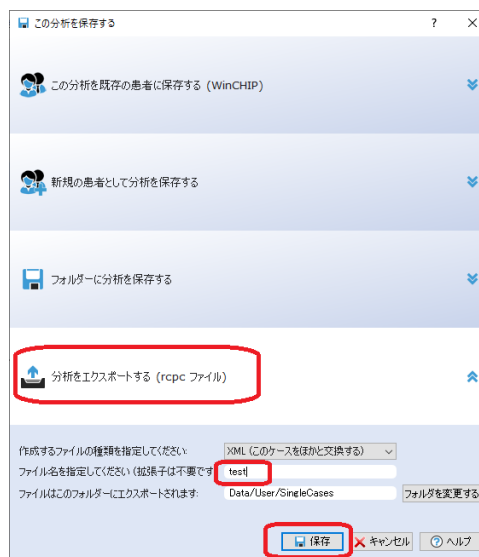 この分析を保存する
この分析を既存の患者に保存する (WinCHIP)
新規の患者として分析を保存する
フォルダーに分析を保存する
分析をエクスポートする (rcpc ファイル)
作成するファイルの種類を指定してください: XML (このケースをほかと交換する)
ファイル名を指定してください (拡張子は不要です test
ファイルはこのフォルダーにエクスポートされます: Data/User/SingleCases フォルダを変更する
保存 キャンセル ヘルプ